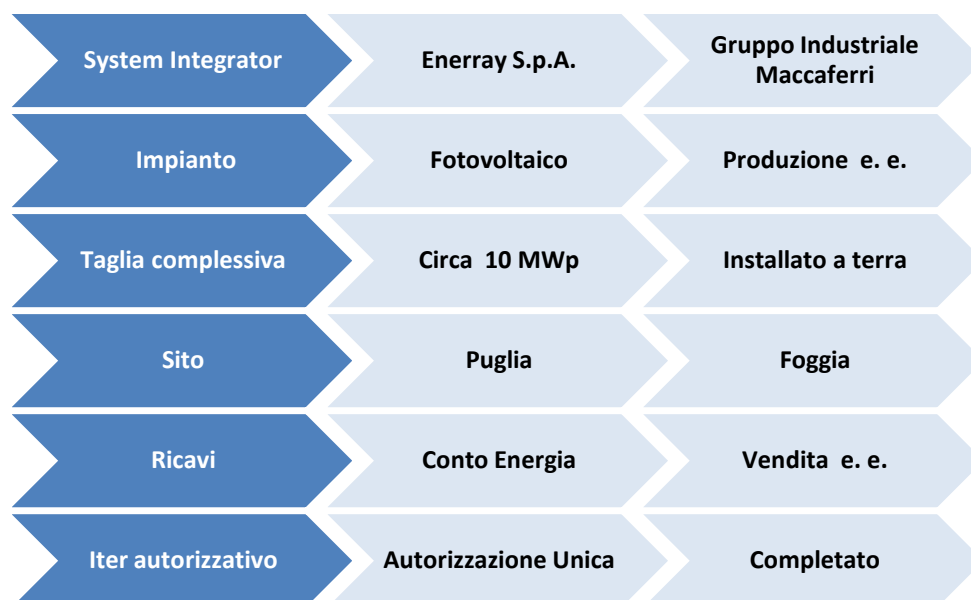 System Integrator
Enerray S.p.A.
Gruppo Industriale
Maccaferri
Impianto
Fotovoltaico
Produzione e. e.
Taglia complessiva
Circa 10 MWp
Installato a terra
Sito
Puglia
Foggia
Ricavi
Conto Energia
Vendita e. e.
Iter autorizzativo
Autorizzazione Unica
Completato